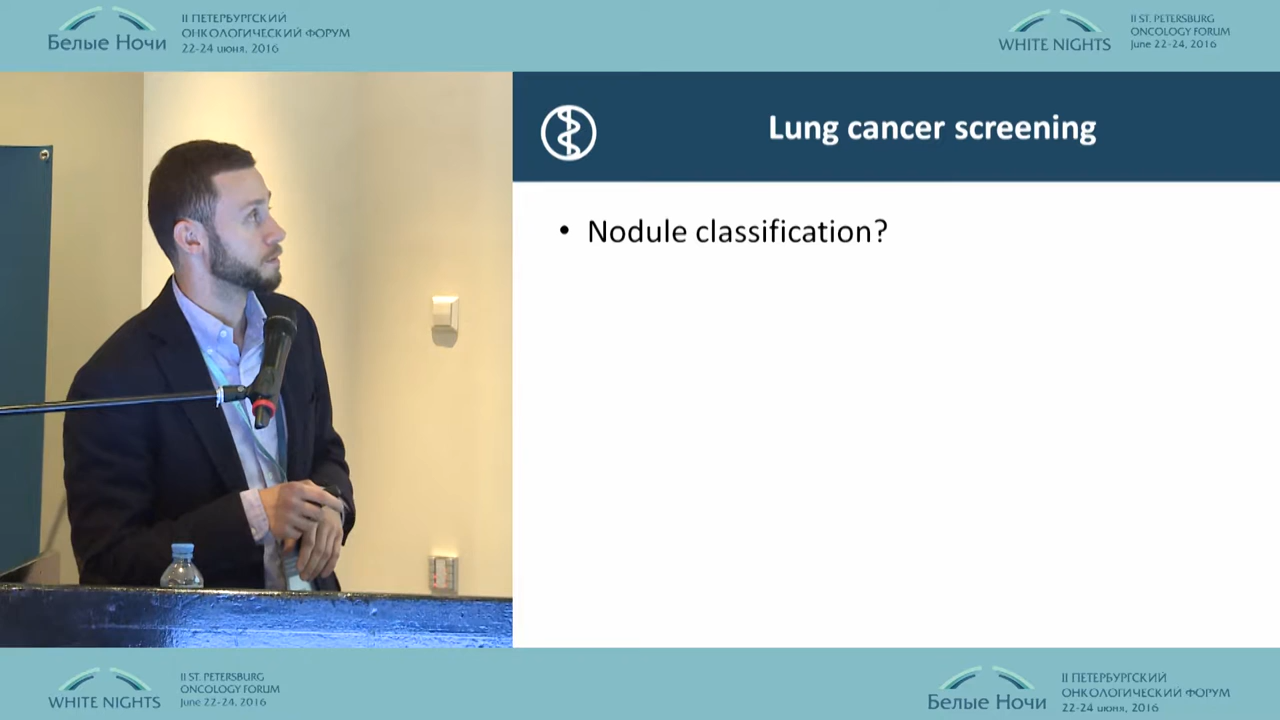 Белые Ночи
II ПЕТЕРБУРГСКИЙ
ОНКОЛОГИЧЕСКИЙ ФОРУМ
22-24 июня, 2016
WHITE NIGHTS
II ST. PETERSBURG
ONCOLOGY FORUM
June 22-24, 2016
Lung cancer screening
• Nodule classification?
WHITE NIGHTS
II ST. PETERSBURG
ONCOLOGY FORUM
June 22-24, 2016
Белые Ночи
II ПЕТЕРБУРГСКИЙ
ОНКОЛОГИЧЕСКИЙ ФОРУМ
22-24 июня, 2016